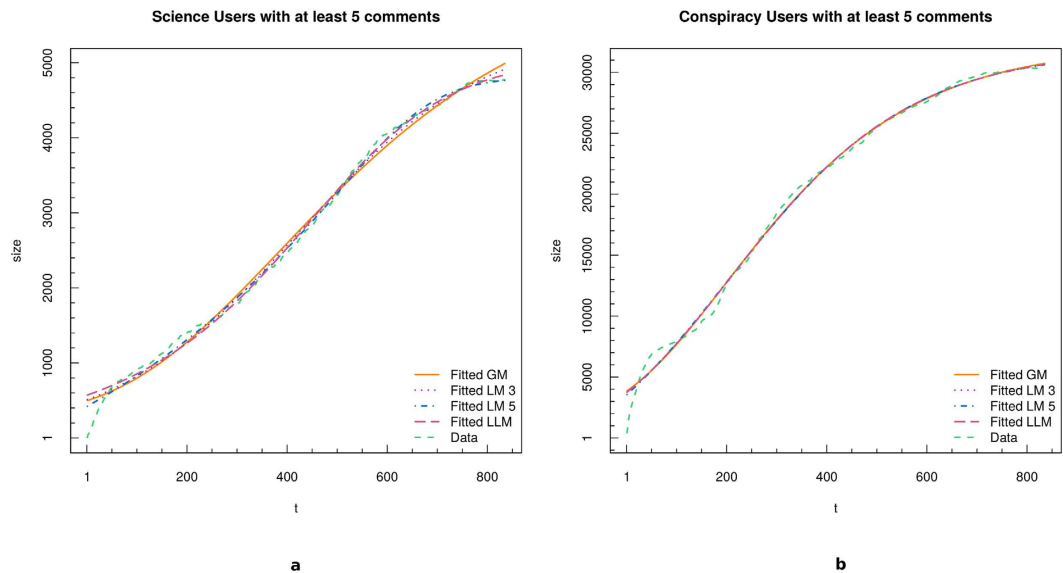 Science Users with at least 5 comments
size
5000
4000
3000
2000
1000
1
1
200
400
600
800
t
Fitted GM
Fitted LM 3
Fitted LM 5
Fitted LLM
Data
a
Conspiracy Users with at least 5 comments
size
30000
25000
20000
15000
10000
5000
1
1
200
400
600
800
t
Fitted GM
Fitted LM 3
Fitted LM 5
Fitted LLM
Data
b